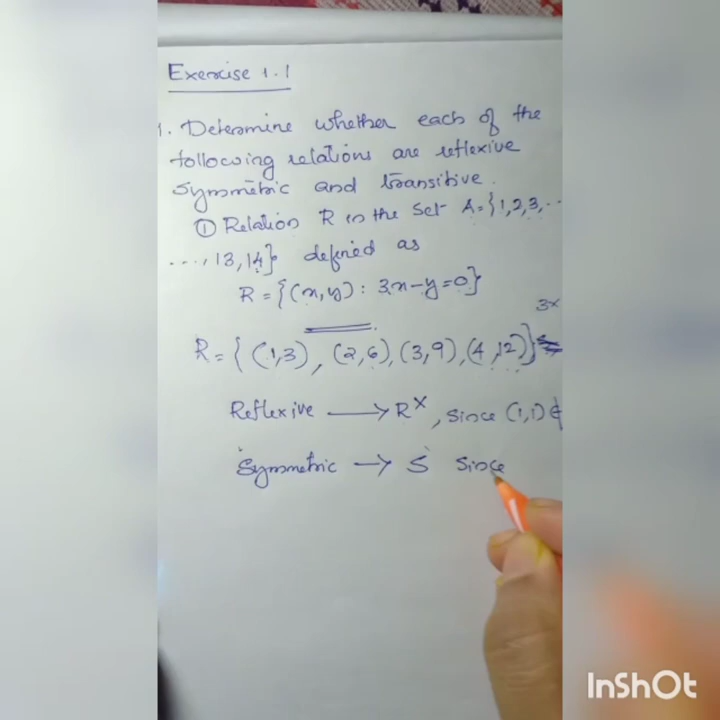 Exercise 1.1
1. Determine whether each of the
following relations are reflexive
symmetric and transitive.
① Relation R in the Set A={1,2,3,...
...,13,14} defined as
R={(x,y): 3x-y=0}
3x
R={(1,3), (2,6),(3,9),(4,12)}
Reflexive → R^x, Since (1,1)∉
Symmetric → S Since
InShOt